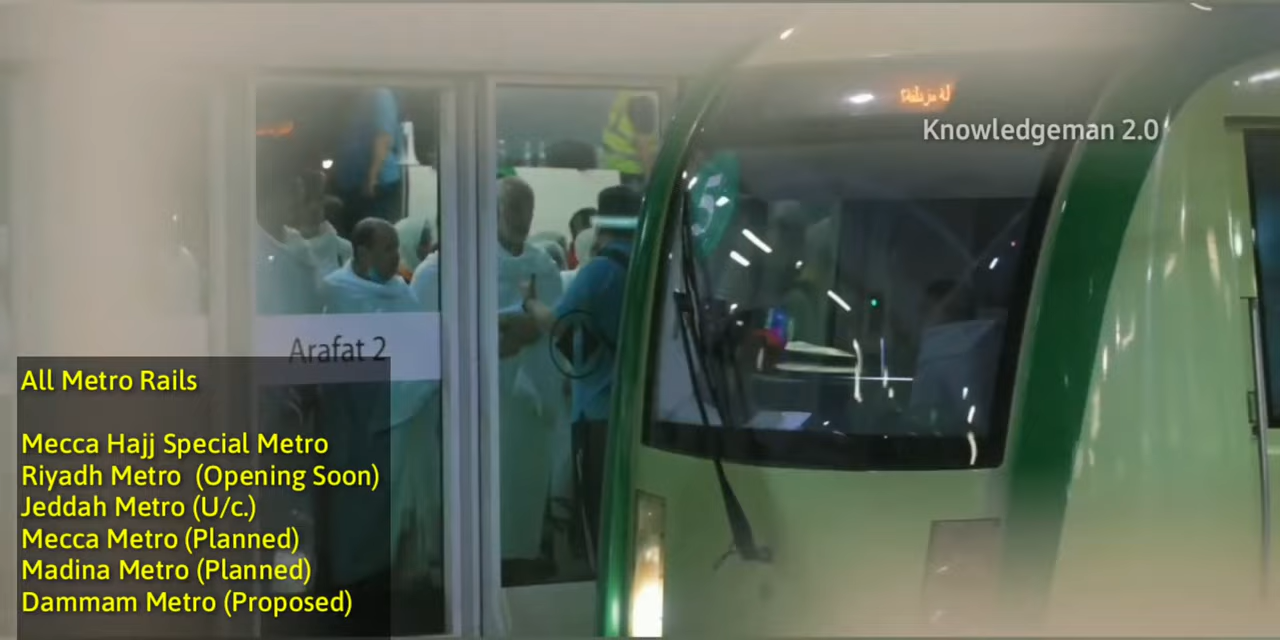 Knowledgeman 2.0
Arafat 2
All Metro Rails
Mecca Hajj Special Metro
Riyadh Metro  (Opening Soon)
Jeddah Metro (U/c.)
Mecca Metro (Planned)
Madina Metro (Planned)
Dammam Metro (Proposed)